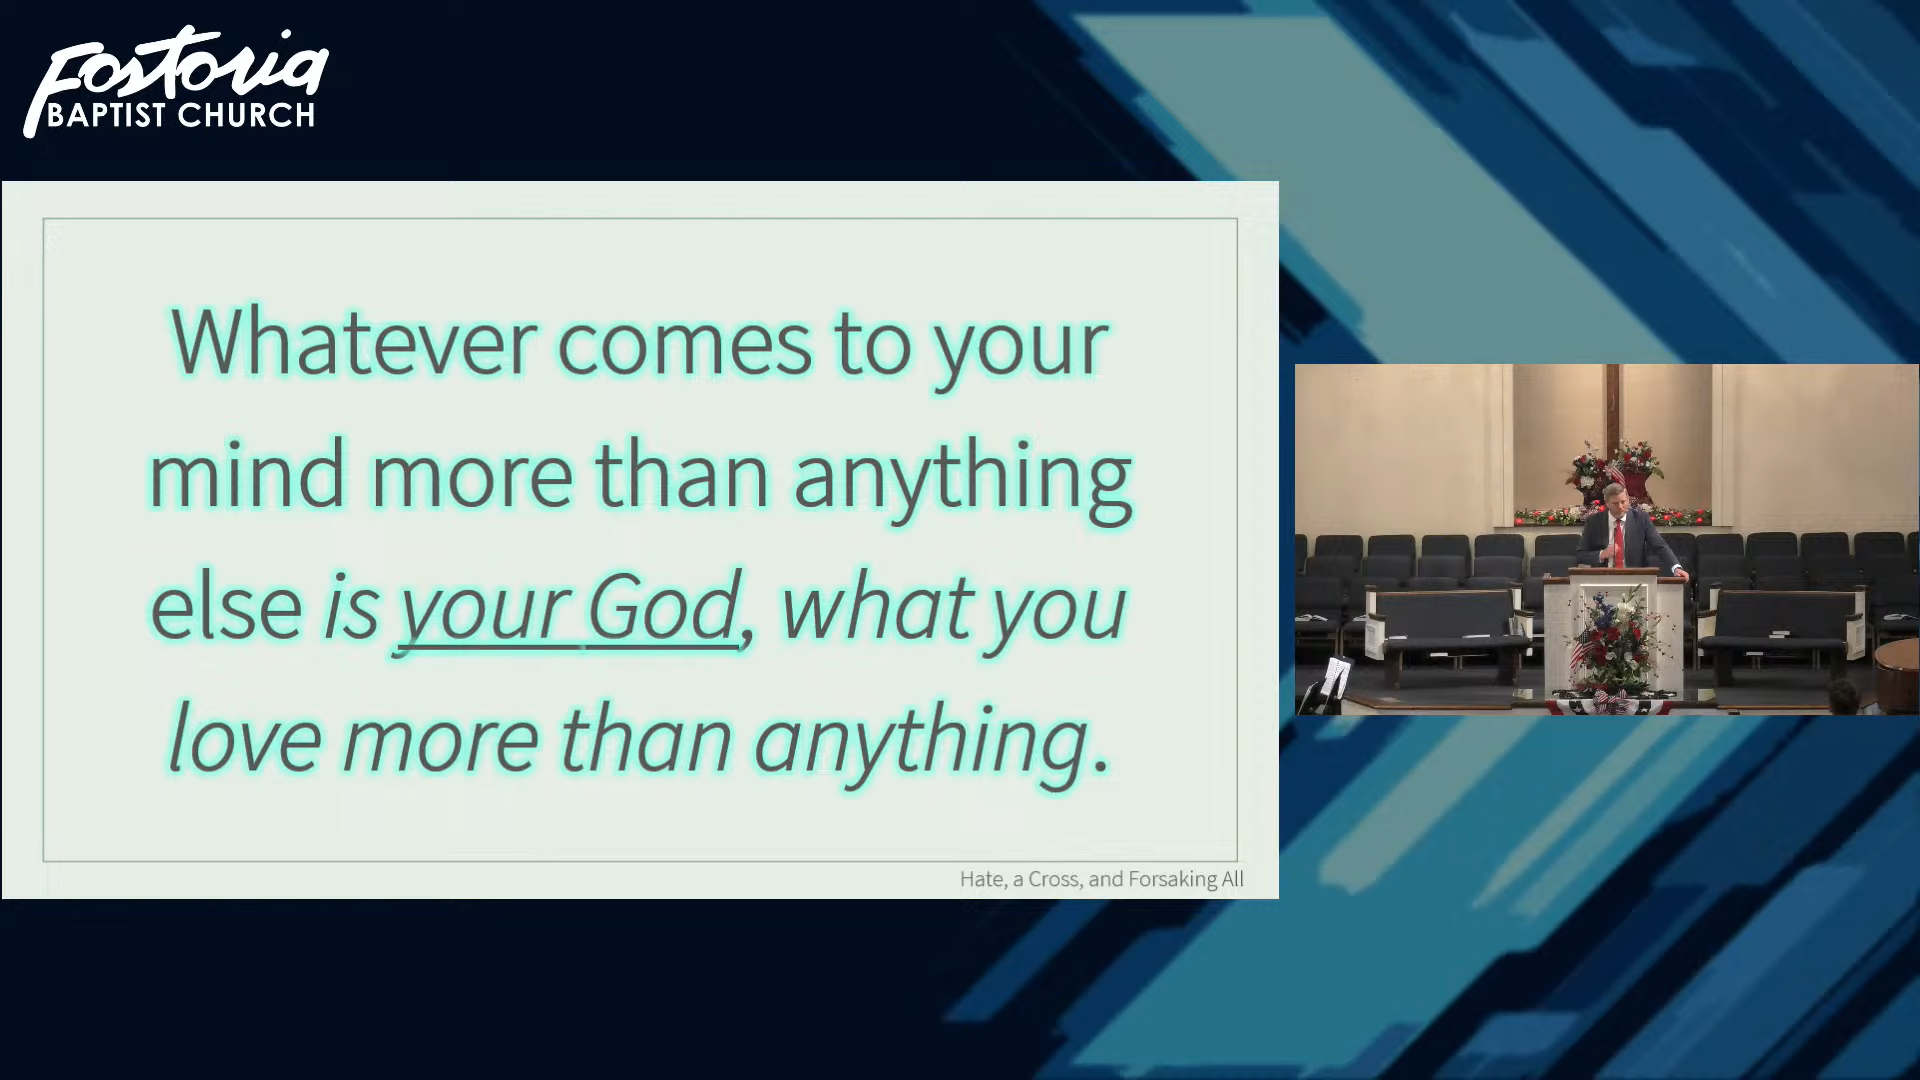 Fostoria
BAPTIST CHURCH
Whatever comes to your
mind more than anything
else is your God, what you
love more than anything.
Hate, a Cross, and Forsaking All